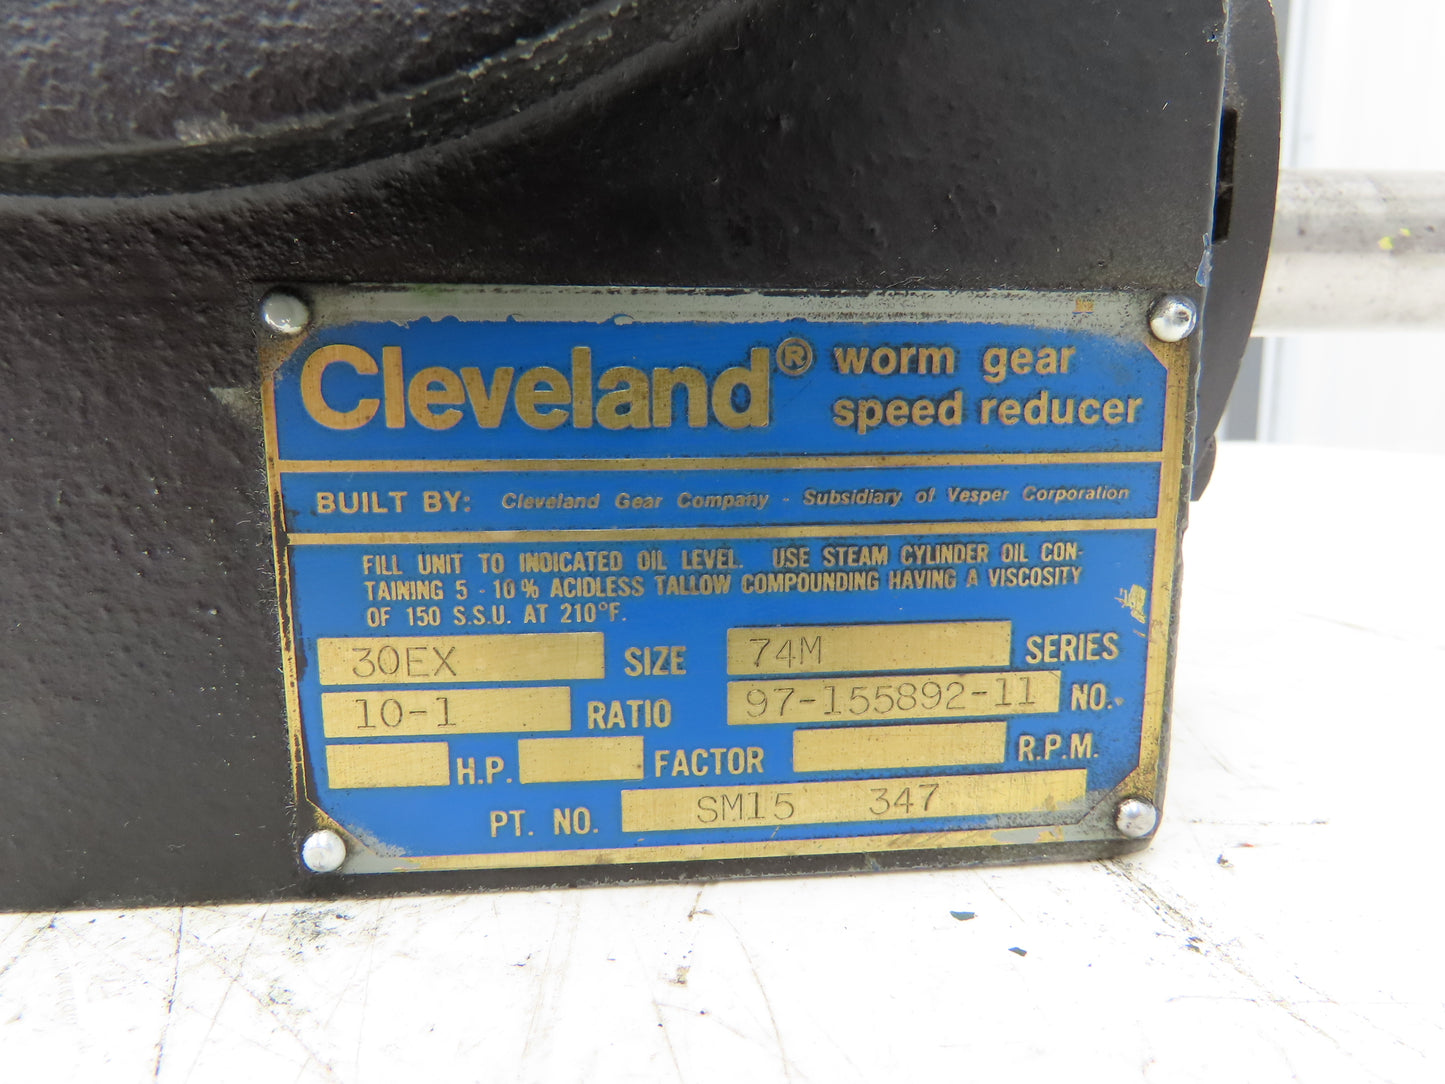 Cleveland® worm gear
speed reducer
BUILT BY: Cleveland Gear Company - Subsidiary of Vesper Corporation
FILL UNIT TO INDICATED OIL LEVEL. USE STEAM CYLINDER OIL CON-
TAINING 5 - 10% ACIDLESS TALLOW COMPOUNDING HAVING A VISCOSITY
OF 150 S.S.U. AT 210°F.
30EX SIZE 74M SERIES
10-1 RATIO 97-155892-11 NO.
H.P. FACTOR R.P.M.
PT. NO. SM15 347